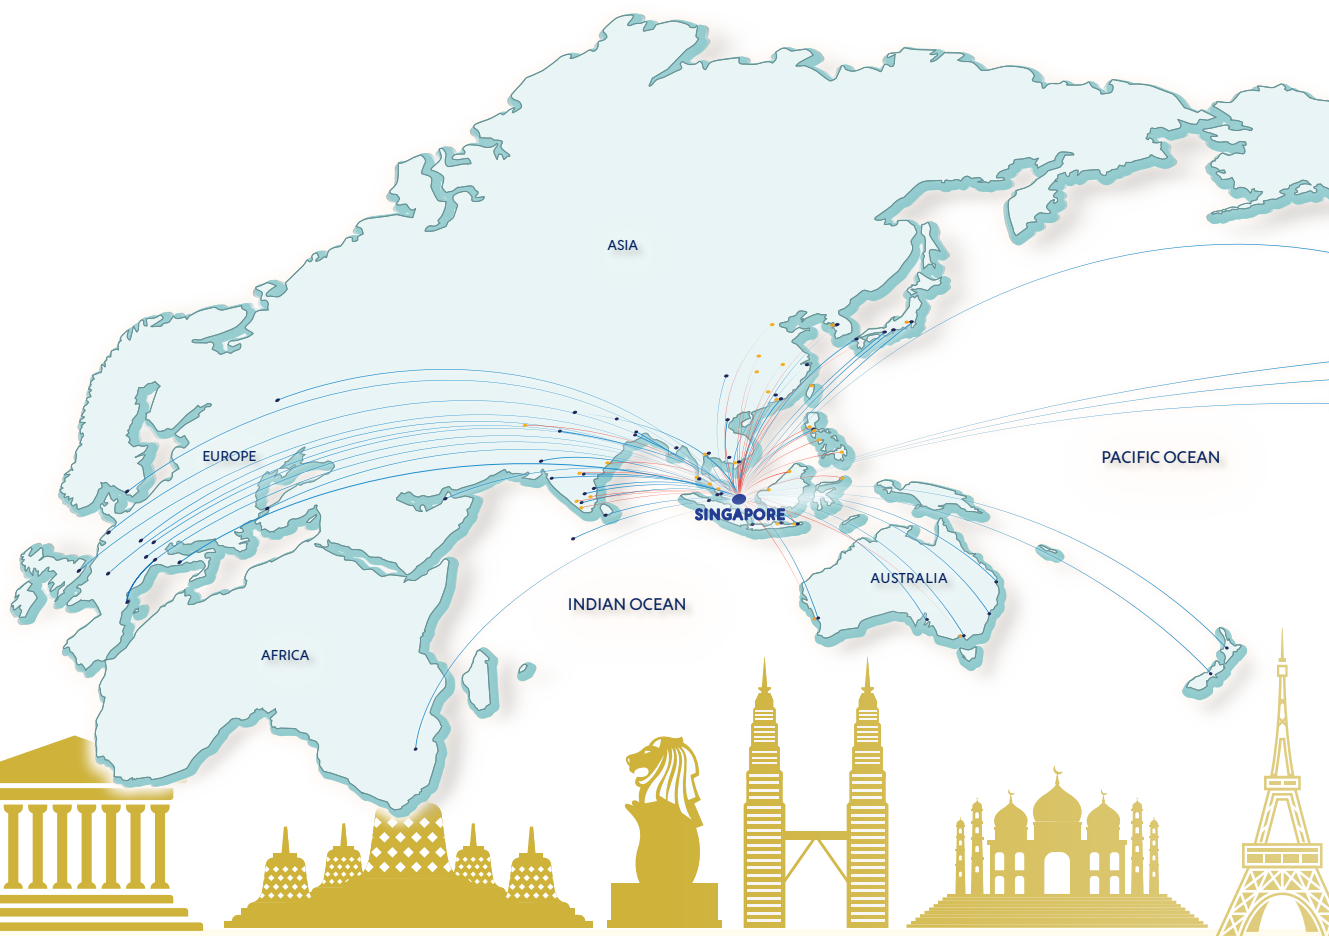 ASIA
EUROPE
PACIFIC OCEAN
SINGAPORE
AUSTRALIA
INDIAN OCEAN
AFRICA